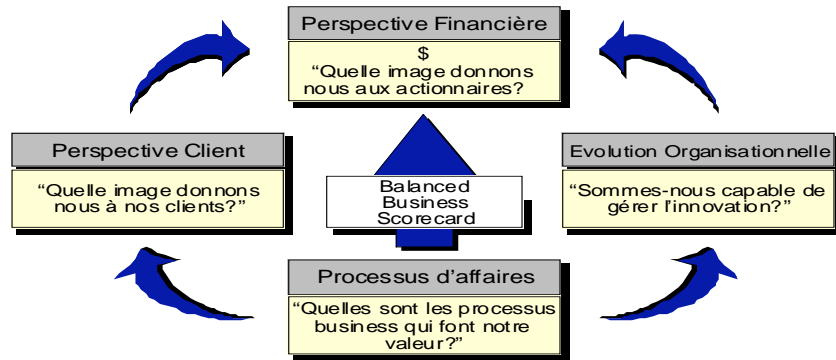 Perspective Financière
$
“Quelle image donnons
nous aux actionnaires?
Perspective Client
“Quelle image donnons
nous à nos clients?”
Balanced
Business
Scorecard
Evolution Organisationnelle
“Sommes-nous capable de
gérer l’innovation?”
Processus d’affaires
“Quelles sont les processus
business qui font notre
valeur?”